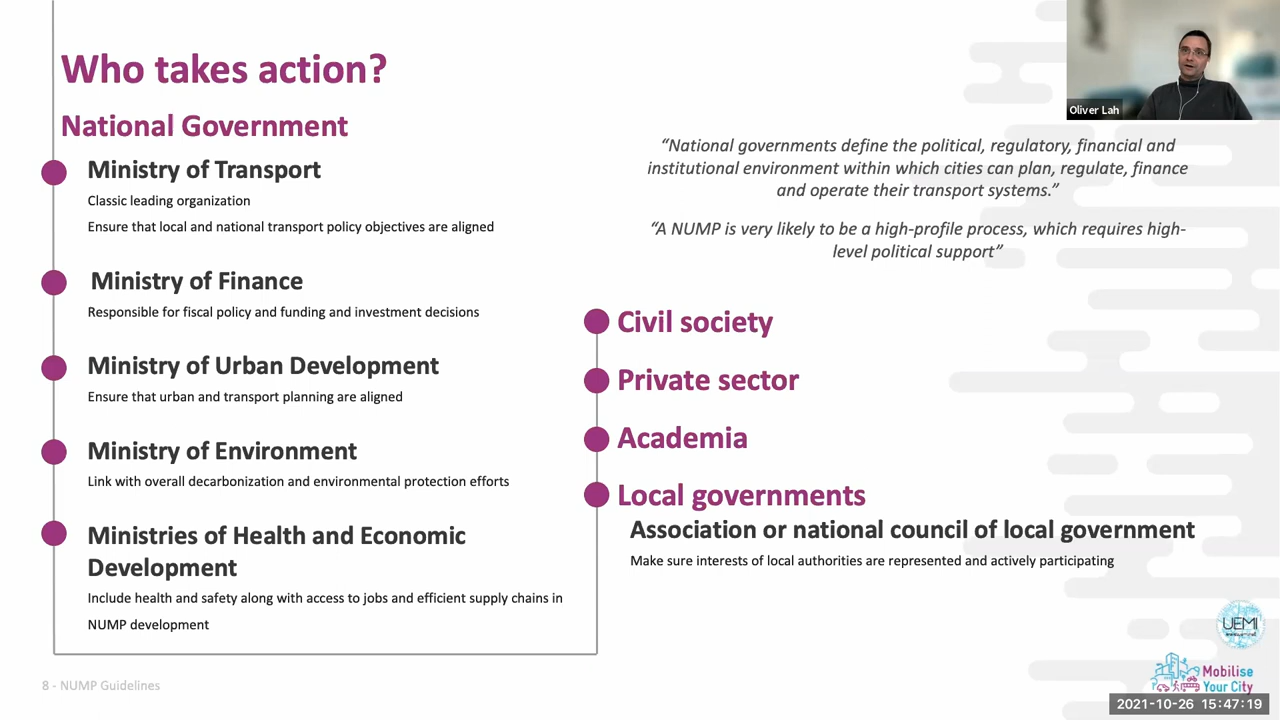 Who takes action?
National Government
Ministry of Transport
Classic leading organization
Ensure that local and national transport policy objectives are aligned
Ministry of Finance
Responsible for fiscal policy and funding and investment decisions
Ministry of Urban Development
Ensure that urban and transport planning are aligned
Ministry of Environment
Link with overall decarbonization and environmental protection efforts
Ministries of Health and Economic
Development
Include health and safety along with access to jobs and efficient supply chains in
NUMP development
“National governments define the political, regulatory, financial and
institutional environment within which cities can plan, regulate, finance
and operate their transport systems.”
“A NUMP is very likely to be a high-profile process, which requires high-
level political support”
Civil society
Private sector
Academia
Local governments
Association or national council of local government
Make sure interests of local authorities are represented and actively participating
Oliver Lah
8 - NUMP Guidelines
UEMI
Mobilise
Your City
2021-10-26 15:47:19